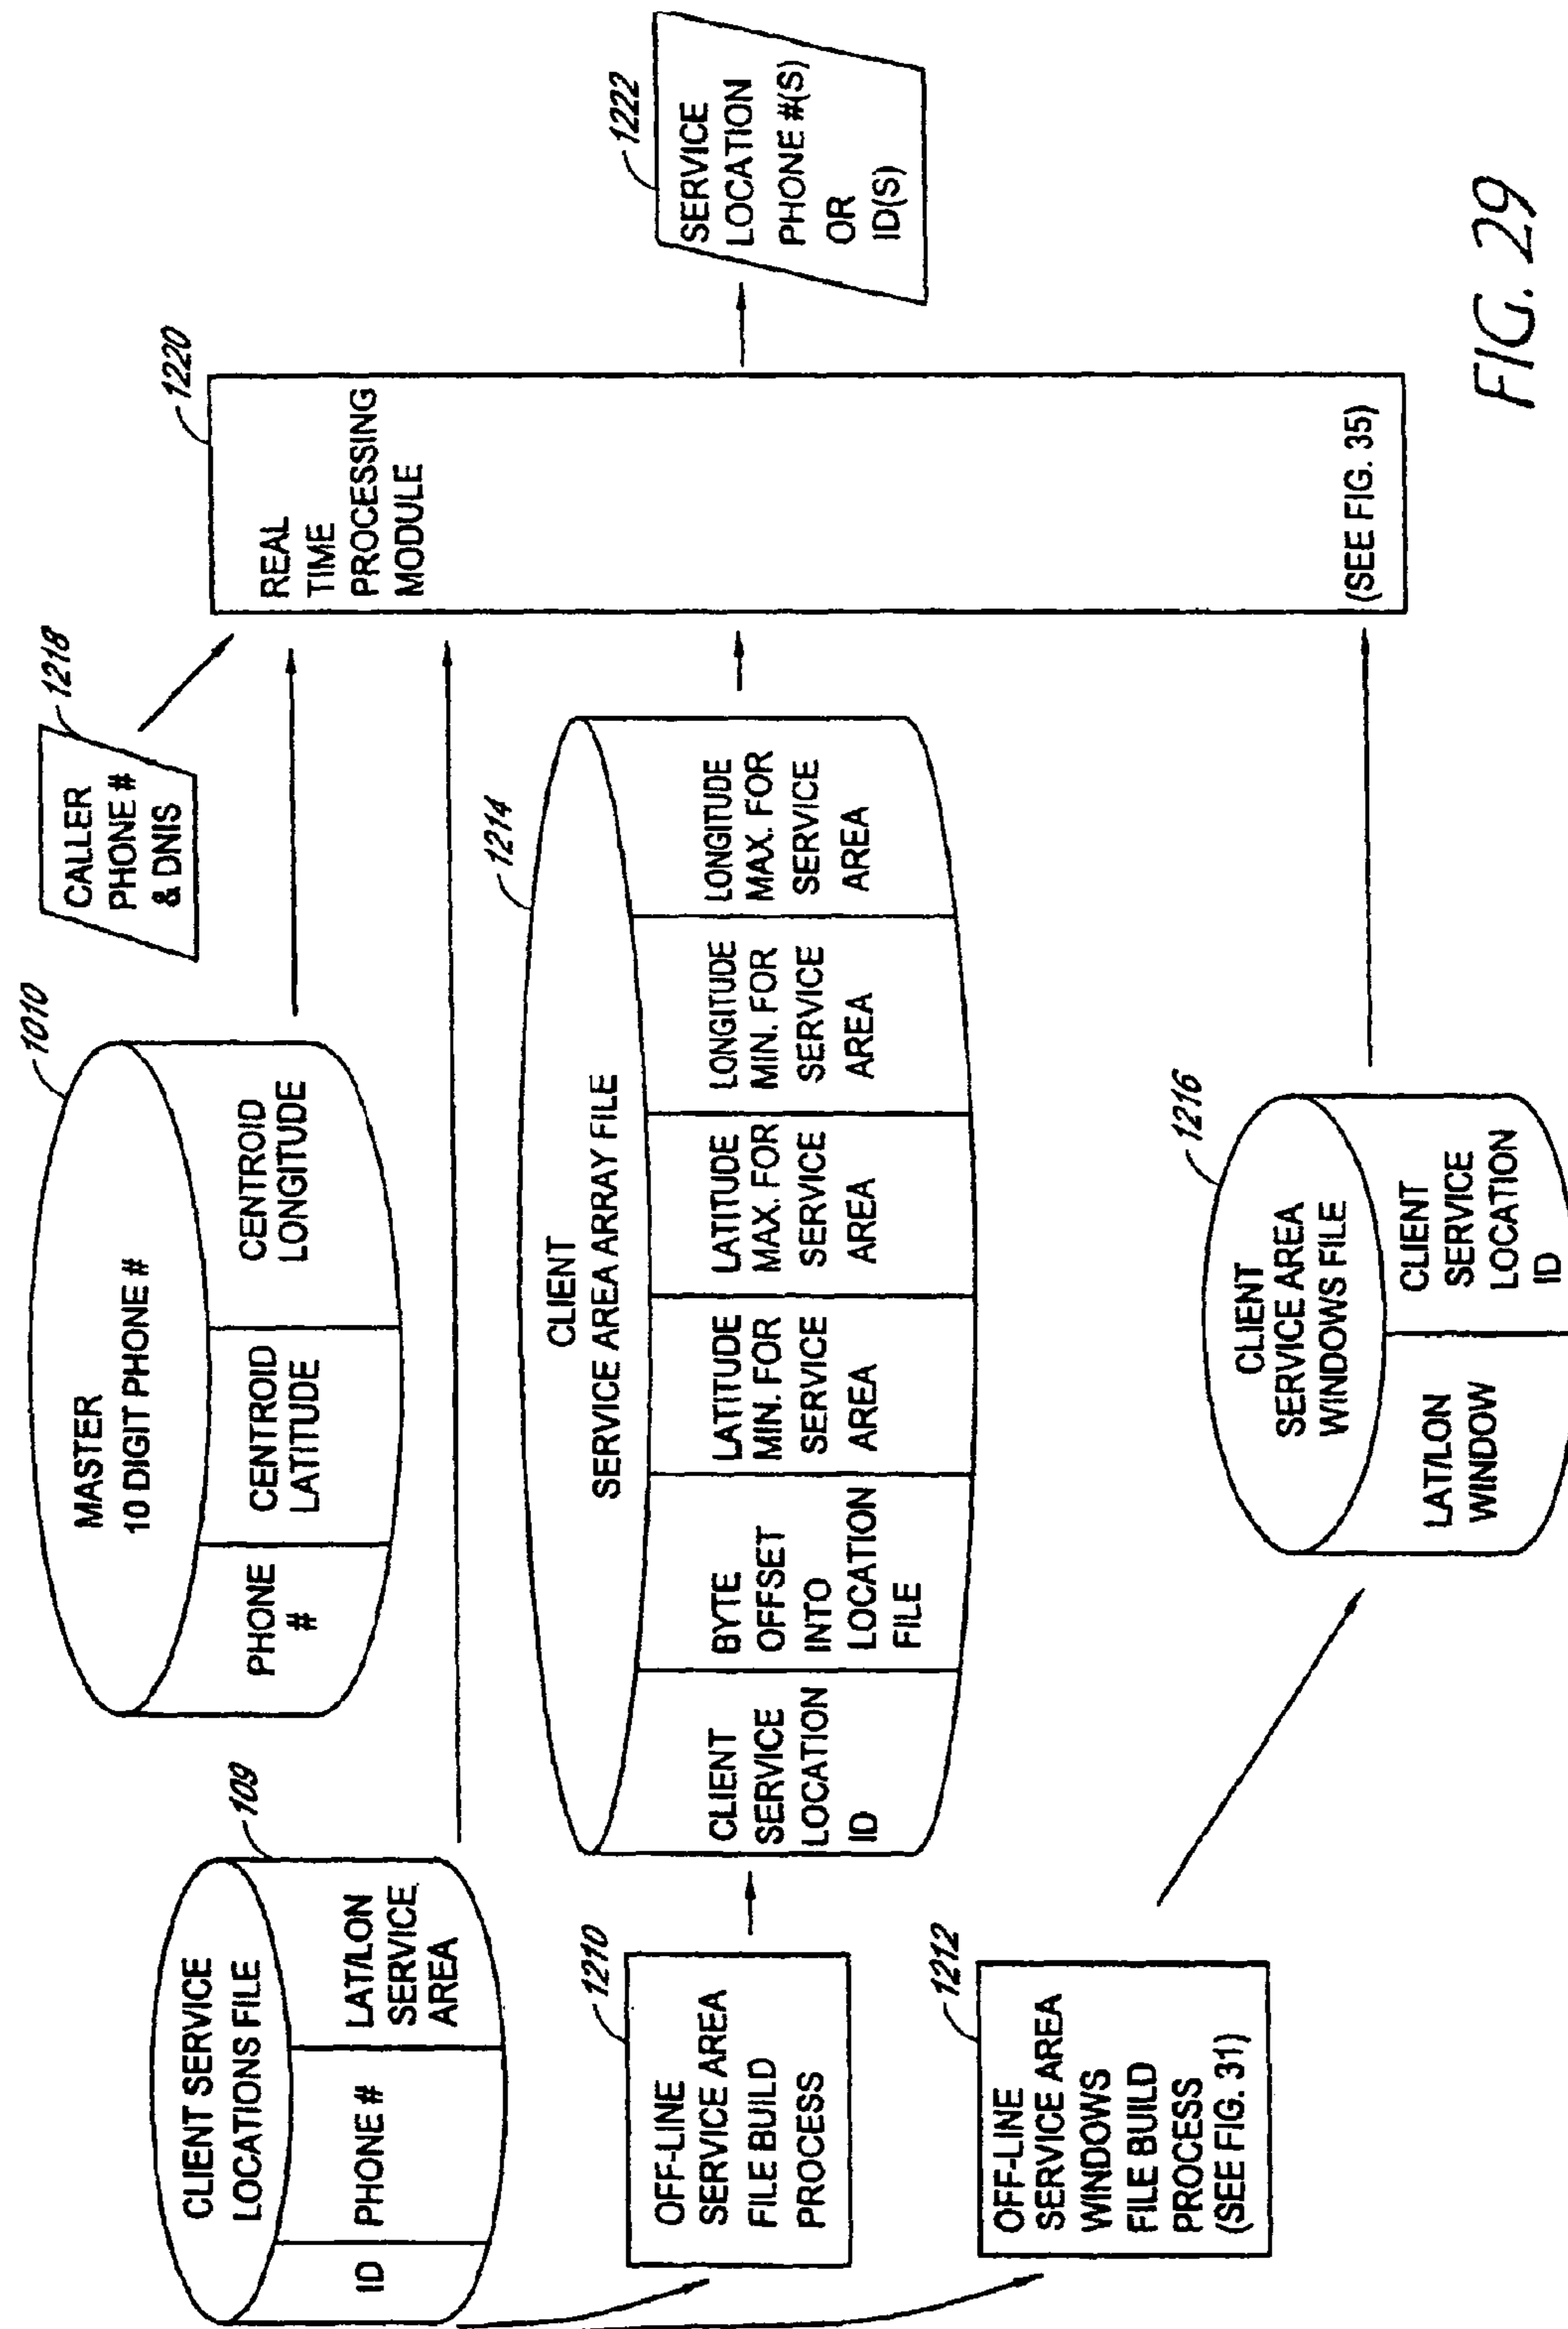 CLIENT SERVICE
LOCATIONS FILE
109
ID
PHONE #
LAT/LON
SERVICE
AREA
MASTER
10 DIGIT PHONE #
1010
PHONE
#
CENTROID
LATITUDE
CENTROID
LONGITUDE
CALLER
PHONE #
& DNIS
1218
REAL
TIME
PROCESSING
MODULE
(SEE FIG. 35)
1220
OFF-LINE
SERVICE AREA
FILE BUILD
PROCESS
1210
CLIENT
SERVICE AREA ARRAY FILE
1214
CLIENT
SERVICE
LOCATION
ID
BYTE
OFFSET
INTO
LOCATION
FILE
LATITUDE
MIN. FOR
SERVICE
AREA
LATITUDE
MAX. FOR
SERVICE
AREA
LONGITUDE
MIN. FOR
SERVICE
AREA
LONGITUDE
MAX. FOR
SERVICE
AREA
SERVICE
LOCATION
PHONE #(S)
OR
ID(S)
1222
OFF-LINE
SERVICE AREA
WINDOWS
FILE BUILD
PROCESS
(SEE FIG. 31)
1212
CLIENT
SERVICE AREA
WINDOWS FILE
1216
LAT/LON
WINDOW
CLIENT
SERVICE
LOCATION
ID
FIG. 29